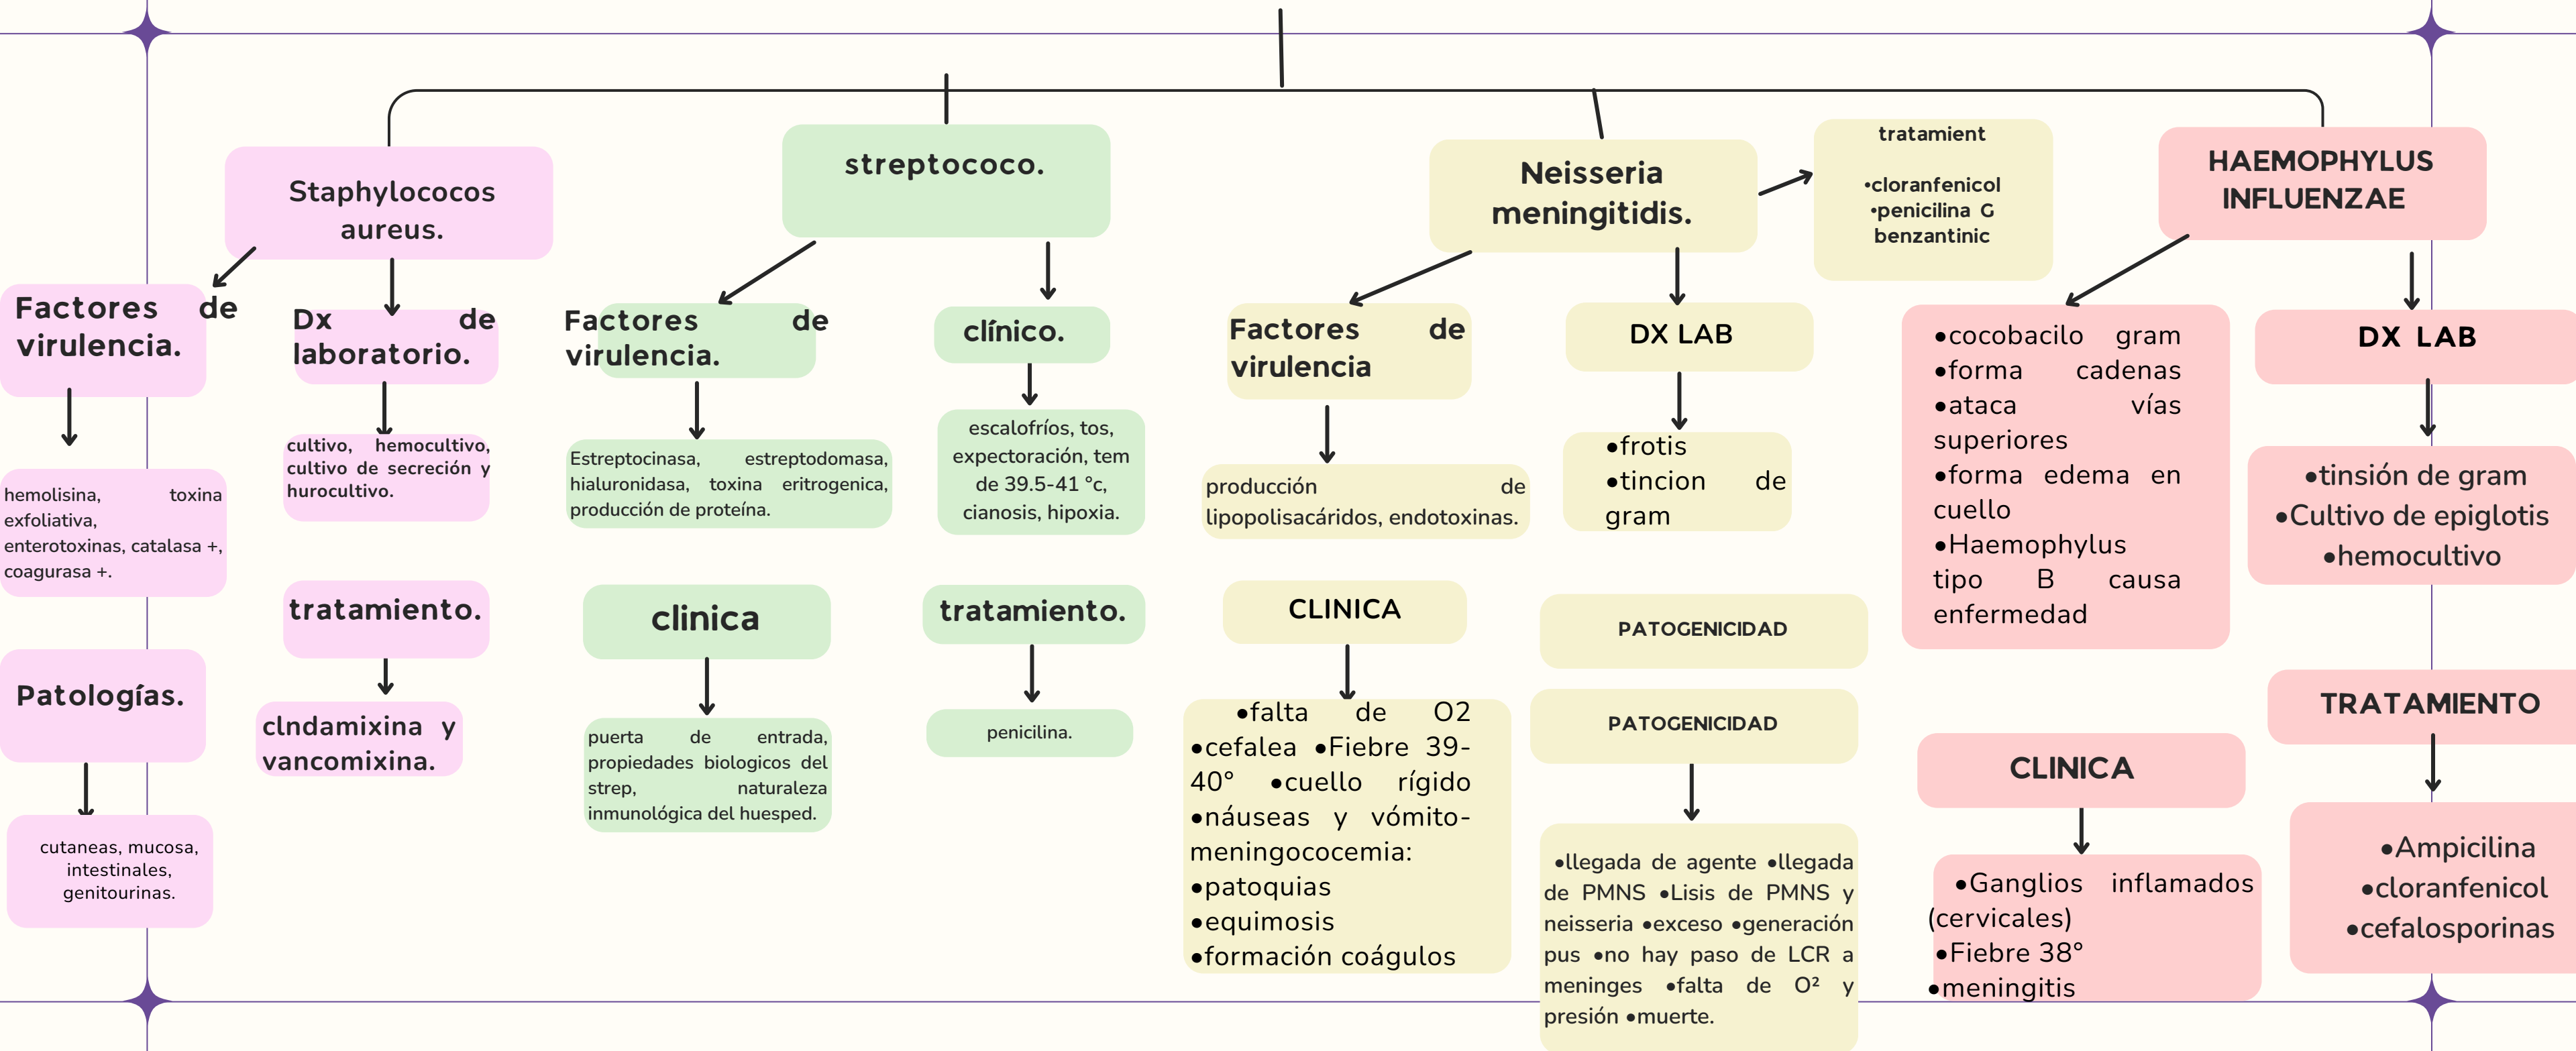 Staphylococos
aureus.
Factores de
virulencia.
hemolisina, toxina
exfoliativa,
enterotoxinas, catalasa +,
coagurasa +.
Patologías.
cutaneas, mucosa,
intestinales,
genitourinas.
Dx de
laboratorio.
cultivo, hemocultivo,
cultivo de secreción y
hurocultivo.
tratamiento.
clndamixina y
vancomixina.
streptococo.
Factores de
virulencia.
Estreptocinasa, estreptodomasa,
hialuronidasa, toxina eritrogenica,
producción de proteína.
clinica
puerta de entrada,
propiedades biologicos del
strep, naturaleza
inmunológica del huesped.
clínico.
escalofríos, tos,
expectoración, tem
de 39.5-41 °c,
cianosis, hipoxia.
tratamiento.
penicilina.
Neisseria
meningitidis.
tratamient
•cloranfenicol
•penicilina G
benzantinic
Factores de
virulencia
producción de
lipopolisacáridos, endotoxinas.
CLINICA
•falta de O2
•cefalea •Fiebre 39-
40° •cuello rígido
•náuseas y vómito-
meningococemia:
•patoquias
•equimosis
•formación coágulos
DX LAB
•frotis
•tincion de
gram
PATOGENICIDAD
PATOGENICIDAD
•llegada de agente •llegada
de PMNS •Lisis de PMNS y
neisseria •exceso •generación
pus •no hay paso de LCR a
meninges •falta de O² y
presión •muerte.
HAEMOPHYLUS
INFLUENZAE
•cocobacilo gram
•forma cadenas
•ataca vías
superiores
•forma edema en
cuello
•Haemophylus
tipo B causa
enfermedad
CLINICA
•Ganglios inflamados
(cervicales)
•Fiebre 38°
•meningitis
DX LAB
•tinsión de gram
•Cultivo de epiglotis
•hemocultivo
TRATAMIENTO
•Ampicilina
•cloranfenicol
•cefalosporinas